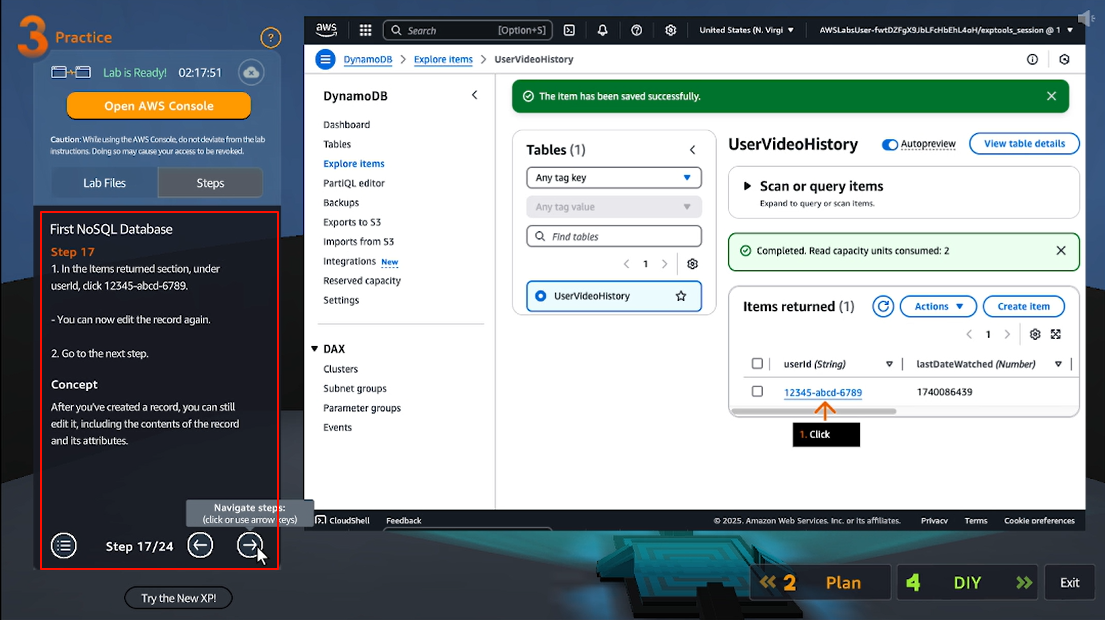 3 Practice
?
Lab is Ready! 02:17:51
Open AWS Console
Caution: While using the AWS Console, do not deviate from the lab
instructions. Doing so may cause your access to be revoked.
Lab Files
Steps
First NoSQL Database
Step 17
1. In the Items returned section, under
userId, click 12345-abcd-6789.
- You can now edit the record again.
2. Go to the next step.
Concept
After you've created a record, you can still
edit it, including the contents of the record
and its attributes.
Navigate steps:
(click or use arrow keys)
Step 17/24
Try the New XP!
aws
Search
[Option+S]
United States (N. Virgi
AWSLabsUser-fwtDZFgX9JbLFcHbEhL4oH/exptools_session @ 1
DynamoDB
Explore items
UserVideoHistory
DynamoDB
Dashboard
Tables
Explore items
PartiQL editor
Backups
Exports to S3
Imports from S3
Integrations New
Reserved capacity
Settings
DAX
Clusters
Subnet groups
Parameter groups
Events
The item has been saved successfully.
Tables (1)
Any tag key
Any tag value
Find tables
1
UserVideoHistory
UserVideoHistory
Autopreview
View table details
Scan or query items
Expand to query or scan items.
Completed. Read capacity units consumed: 2
Items returned (1)
Actions
Create item
1
userId (String)
lastDateWatched (Number)
12345-abcd-6789
1740086439
1. Click
CloudShell
Feedback
© 2025, Amazon Web Services, Inc. or its affiliates.
Privacy
Terms
Cookie preferences
2 Plan
4 DIY
Exit